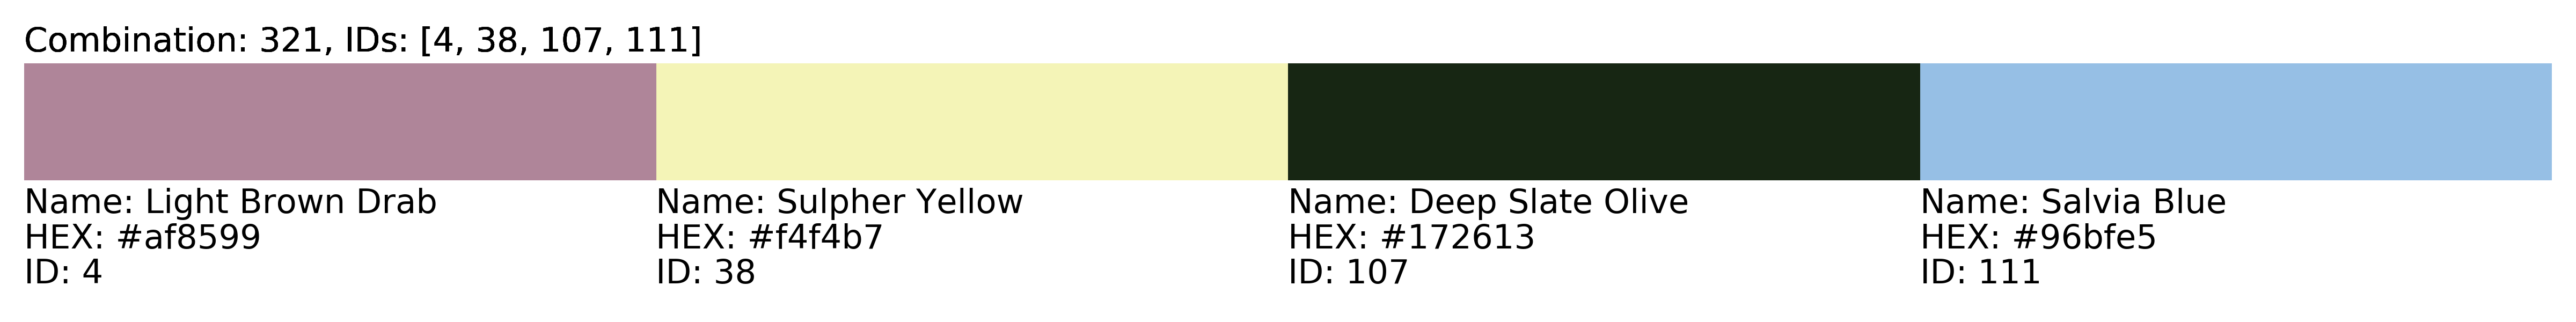 Combination: 321, IDs: [4, 38, 107, 111]
Name: Light Brown Drab
HEX: #af8599
ID: 4
Name: Sulpher Yellow
HEX: #f4f4b7
ID: 38
Name: Deep Slate Olive
HEX: #172613
ID: 107
Name: Salvia Blue
HEX: #96bfe5
ID: 111